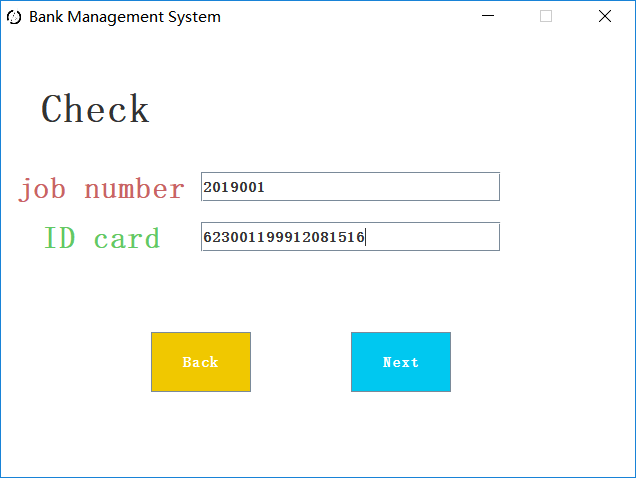 Bank Management System
Check
job number 2019001
ID card 623001199912081516
Back Next